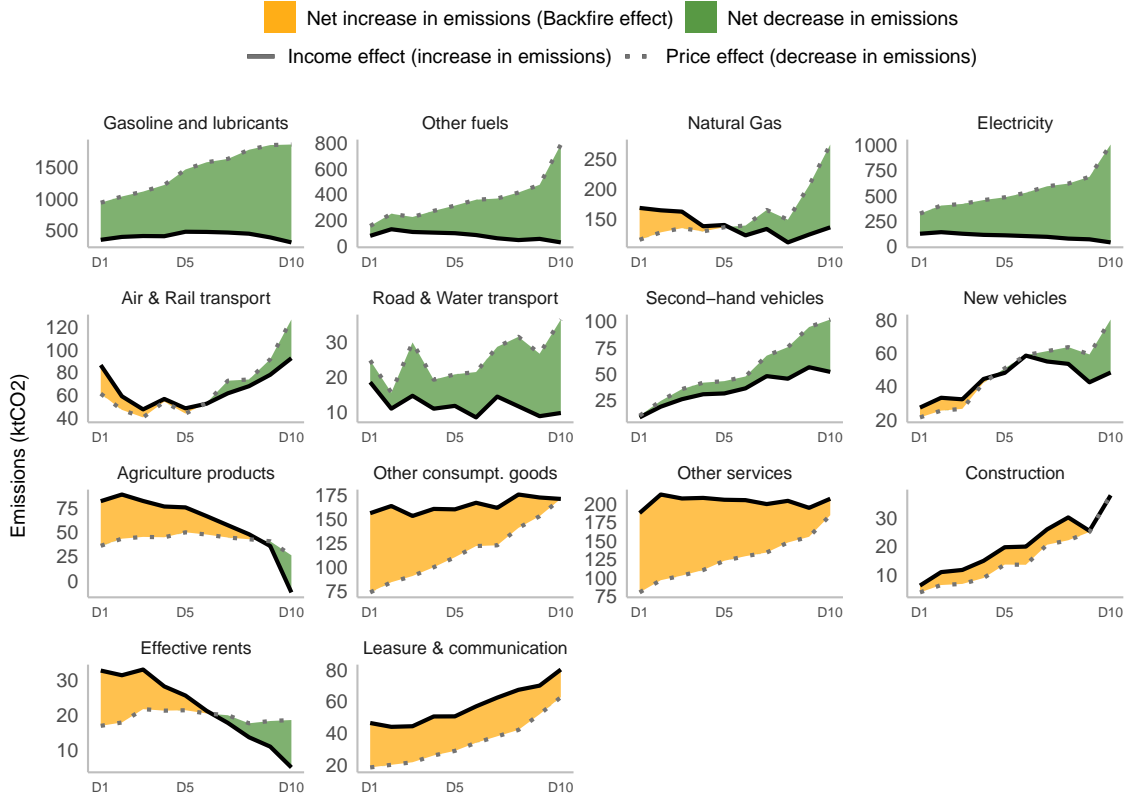 Net increase in emissions (Backfire effect) Net decrease in emissions
Income effect (increase in emissions) Price effect (decrease in emissions)
Emissions (ktCO2)
Gasoline and lubricants
1500
1000
500
D1 D5 D10
Other fuels
800
600
400
200
0
D1 D5 D10
Natural Gas
250
200
150
D1 D5 D10
Electricity
1000
750
500
250
0
D1 D5 D10
Air & Rail transport
120
100
80
60
40
D1 D5 D10
Road & Water transport
30
20
10
D1 D5 D10
Second−hand vehicles
100
75
50
25
D1 D5 D10
New vehicles
80
60
40
20
D1 D5 D10
Agriculture products
75
50
25
0
D1 D5 D10
Other consumpt. goods
175
150
125
100
75
D1 D5 D10
Other services
200
175
150
125
100
75
D1 D5 D10
Construction
30
20
10
D1 D5 D10
Effective rents
30
20
10
D1 D5 D10
Leasure & communication
80
60
40
20
D1 D5 D10